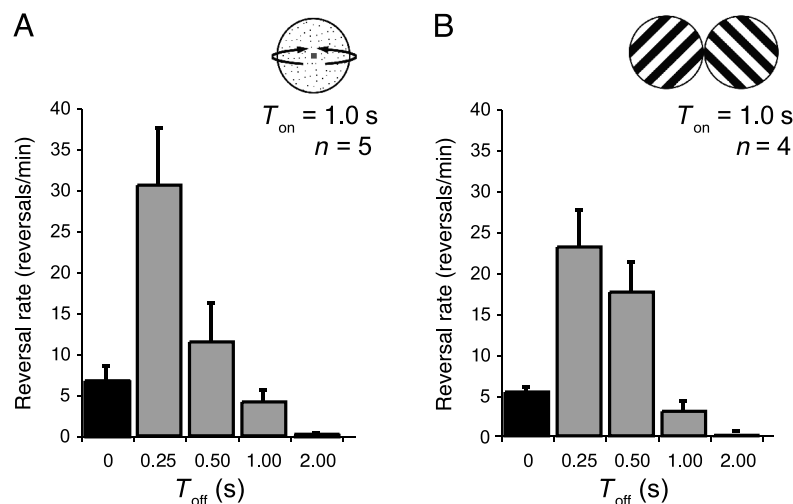 A
T_on = 1.0 s
n = 5
Reversal rate (reversals/min)
40
35
30
25
20
15
10
5
0
0 0.25 0.50 1.00 2.00
T_off (s)
B
T_on = 1.0 s
n = 4
Reversal rate (reversals/min)
40
35
30
25
20
15
10
5
0
0 0.25 0.50 1.00 2.00
T_off (s)